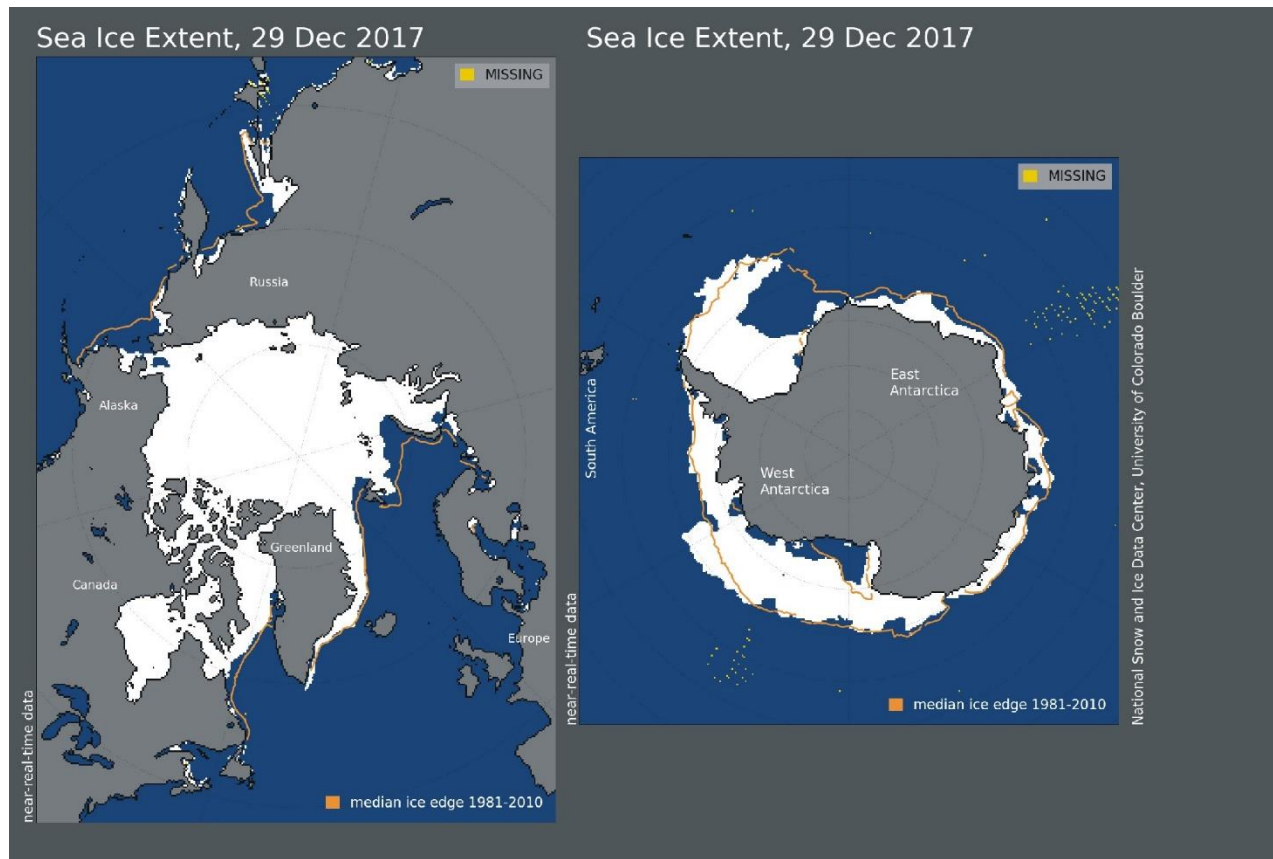 Sea Ice Extent, 29 Dec 2017
MISSING
Russia
Alaska
Greenland
Canada
Europe
near-real-time data
median ice edge 1981-2010
Sea Ice Extent, 29 Dec 2017
MISSING
East
Antarctica
South America
West
Antarctica
near-real-time data
median ice edge 1981-2010
National Snow and Ice Data Center, University of Colorado Boulder